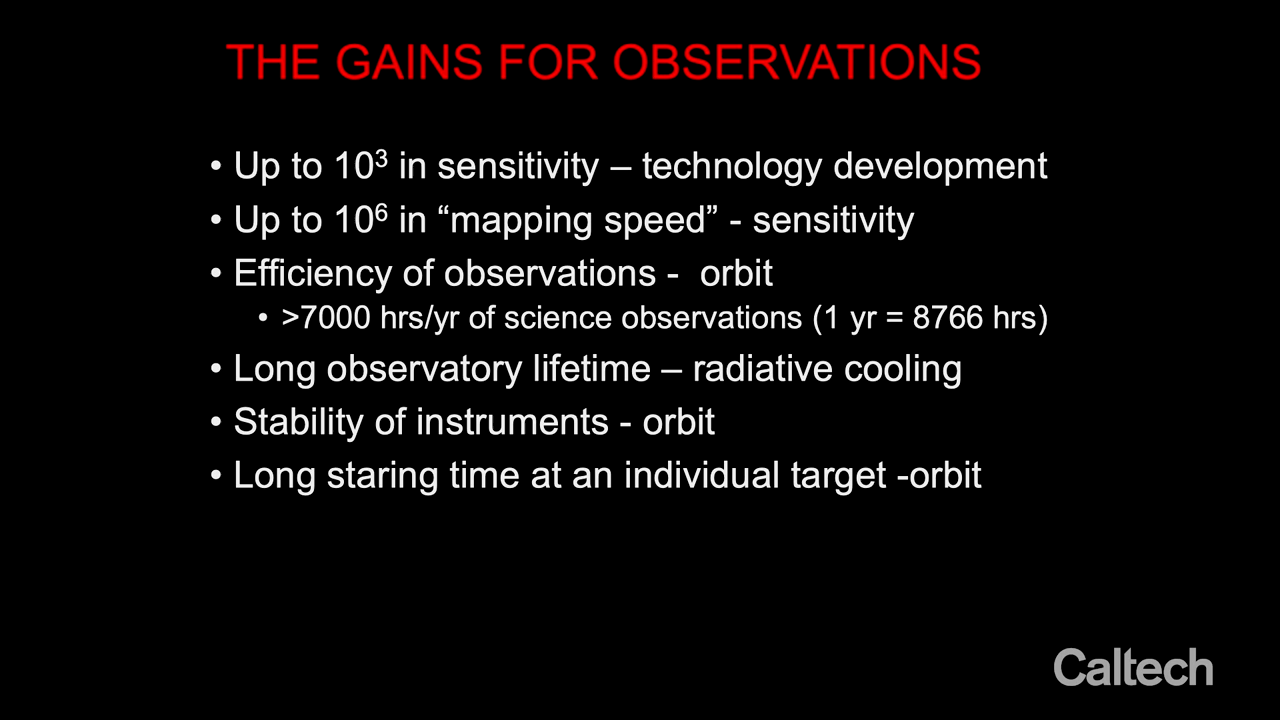 THE GAINS FOR OBSERVATIONS
• Up to 10³ in sensitivity – technology development
• Up to 10⁶ in “mapping speed” - sensitivity
• Efficiency of observations -  orbit
• >7000 hrs/yr of science observations (1 yr = 8766 hrs)
• Long observatory lifetime – radiative cooling
• Stability of instruments - orbit
• Long staring time at an individual target -orbit
Caltech